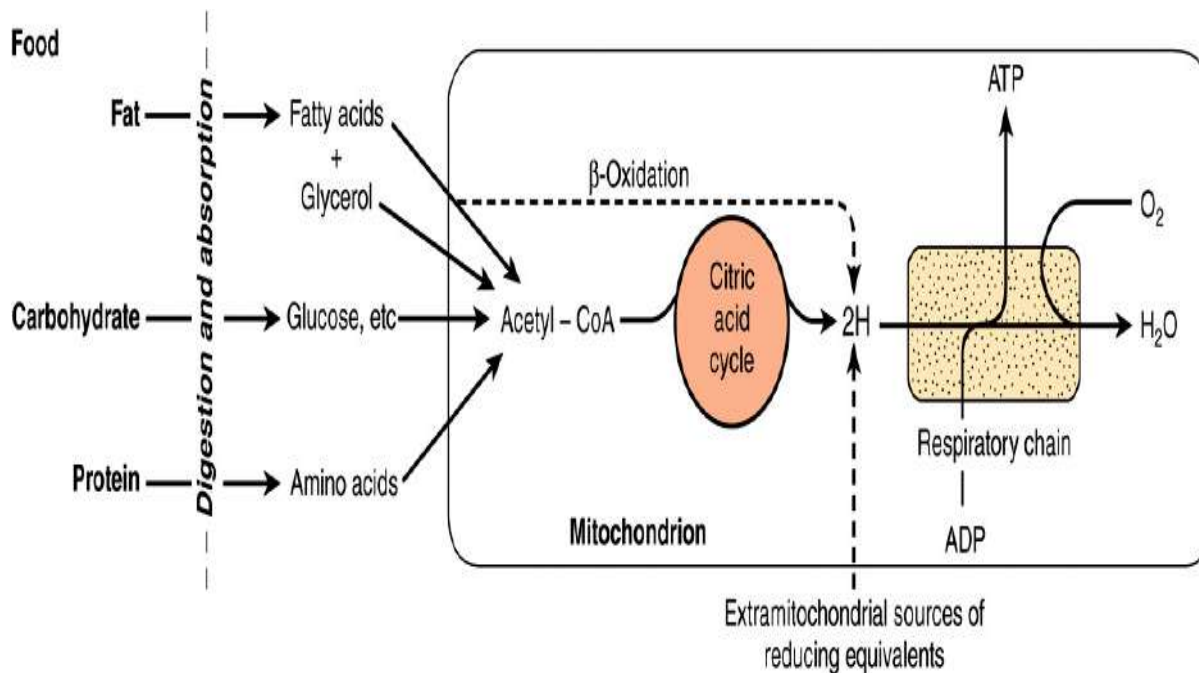 Food
Fat
Digestion and absorption
Fatty acids
+
Glycerol
Carbohydrate
Glucose, etc
Protein
Amino acids
β-Oxidation
Acetyl – CoA
Citric
acid
cycle
2H
ATP
O₂
H₂O
Respiratory chain
ADP
Mitochondrion
Extramitochondrial sources of
reducing equivalents